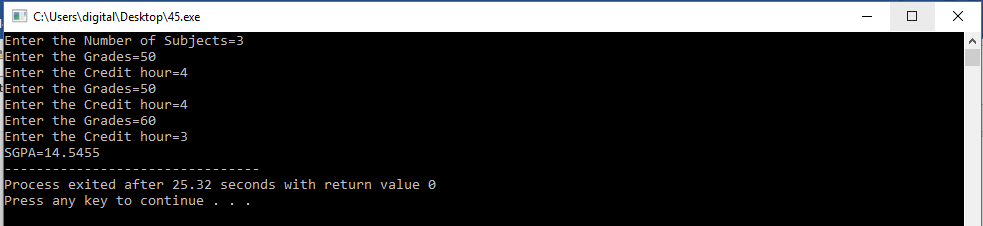 C:\Users\digital\Desktop\45.exe
Enter the Number of Subjects=3
Enter the Grades=50
Enter the Credit hour=4
Enter the Grades=50
Enter the Credit hour=4
Enter the Grades=60
Enter the Credit hour=3
SGPA=14.5455
--------------------------------
Process exited after 25.32 seconds with return value 0
Press any key to continue . . .